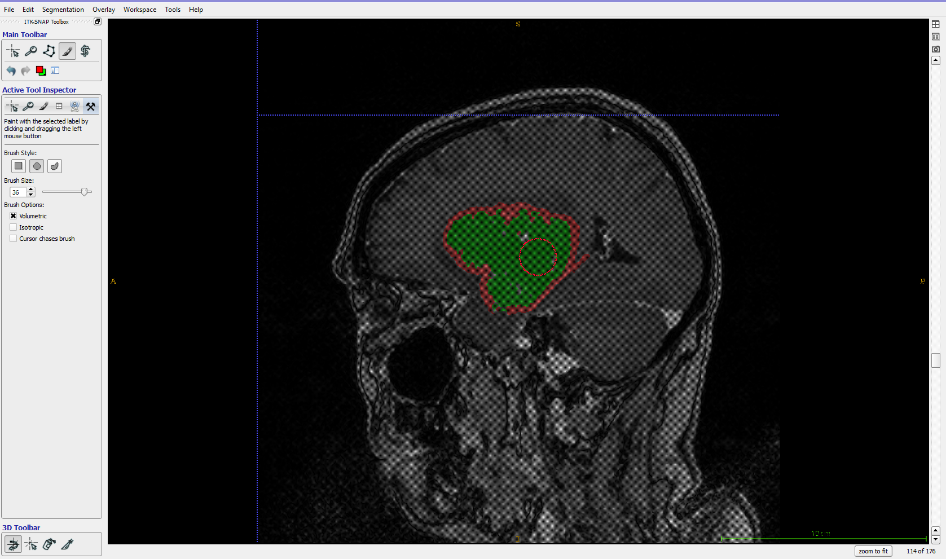 File Edit Segmentation Overlay Workspace Tools Help
ITK-SNAP Toolbox
Main Toolbar
Active Tool Inspector
Paint with the selected label by
clicking and dragging the left
mouse button
Brush Style:
Brush Size:
36
Brush Options:
Volumetric
Isotropic
Cursor chases brush
3D Toolbar
S
A
P
zoom to fit
114 of 176